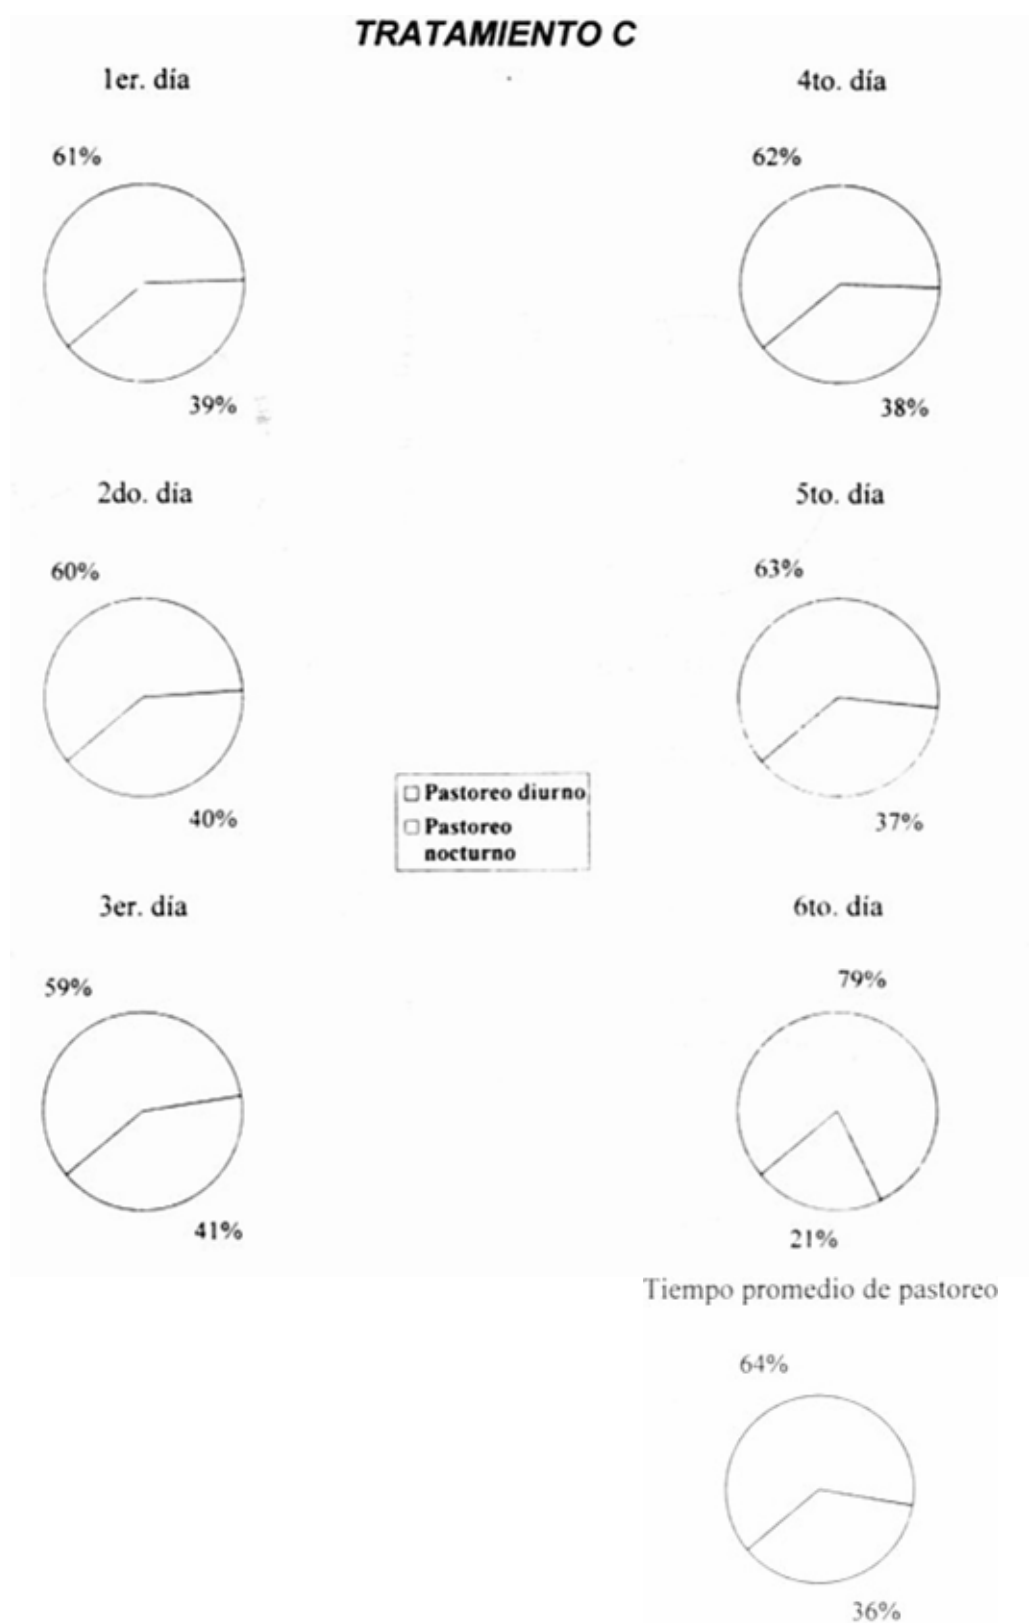 TRATAMIENTO C
1er. día
61%
39%
2do. día
60%
40%
3er. día
59%
41%
Pastoreo diurno
Pastoreo
nocturno
4to. día
62%
38%
5to. día
63%
37%
6to. día
79%
21%
Tiempo promedio de pastoreo
64%
36%